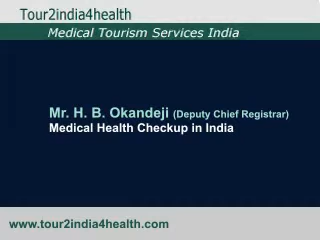 Tour2india4health
Medical Tourism Services India
Mr. H. B. Okandeji (Deputy Chief Registrar)
Medical Health Checkup in India
www.tour2india4health.com